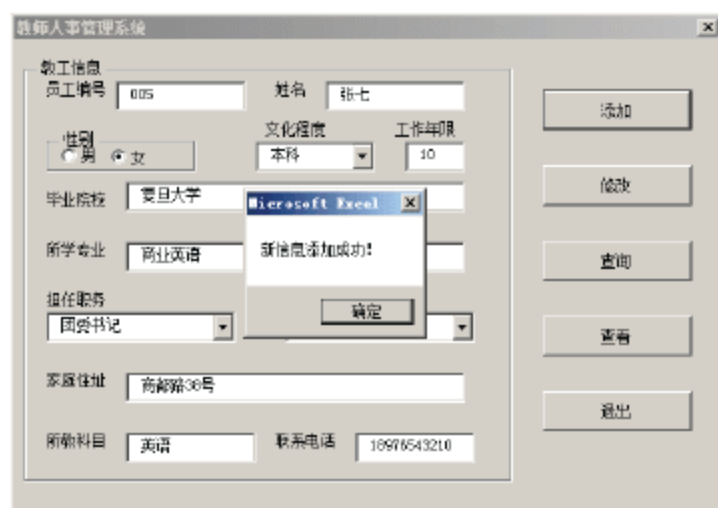 教师人事管理系统
教工信息
员工编号 005 姓名 张七
性别 文化程度 工作年限
男 女 本科 10
毕业院校 复旦大学
Microsoft Excel
所学专业 商业英语
新信息添加成功!
担任职务
团委书记
确定
家庭住址 商都路38号
所教科目 英语 联系电话 18976543210
添加
修改
查询
查看
退出